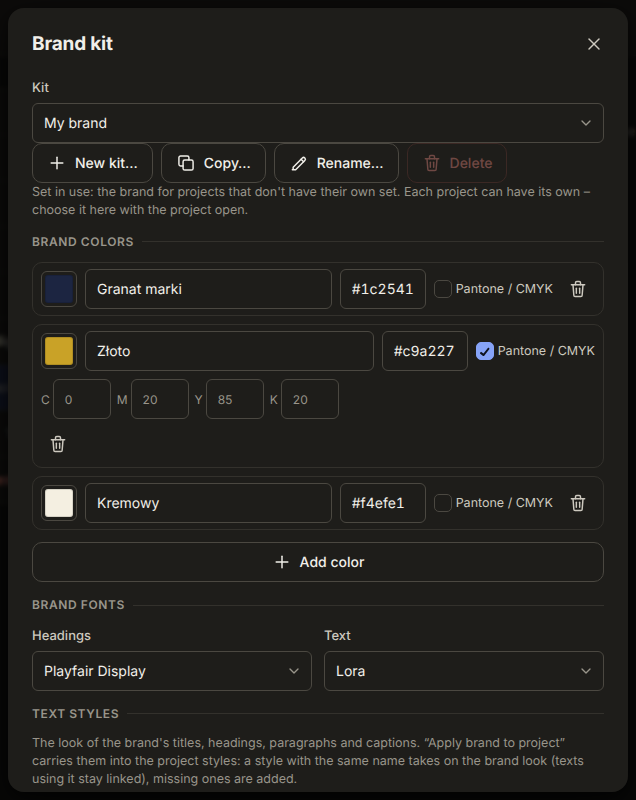 Brand kit
Kit
My brand
New kit... Copy... Rename... Delete
Set in use: the brand for projects that don't have their own set. Each project can have its own –
choose it here with the project open.
BRAND COLORS
Granat marki #1c2541 Pantone / CMYK
Złoto #c9a227 Pantone / CMYK
C 0 M 20 Y 85 K 20
Kremowy #f4efe1 Pantone / CMYK
Add color
BRAND FONTS
Headings Text
Playfair Display Lora
TEXT STYLES
The look of the brand's titles, headings, paragraphs and captions. “Apply brand to project”
carries them into the project styles: a style with the same name takes on the brand look (texts
using it stay linked), missing ones are added.